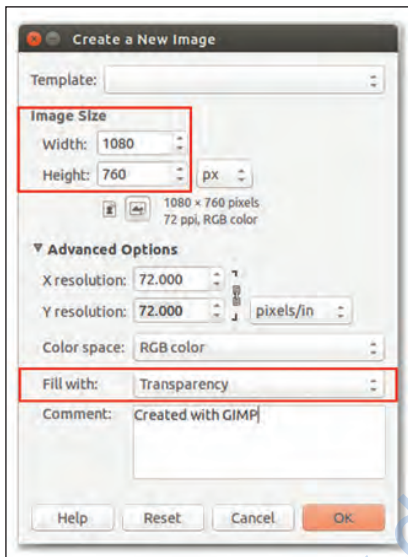 Create a New Image
Template:
Image Size
Width: 1080
Height: 760 px
1080 × 760 pixels
72 ppi, RGB color
Advanced Options
X resolution: 72.000
Y resolution: 72.000 pixels/in
Color space: RGB color
Fill with: Transparency
Comment: Created with GIMP
Help Reset Cancel OK